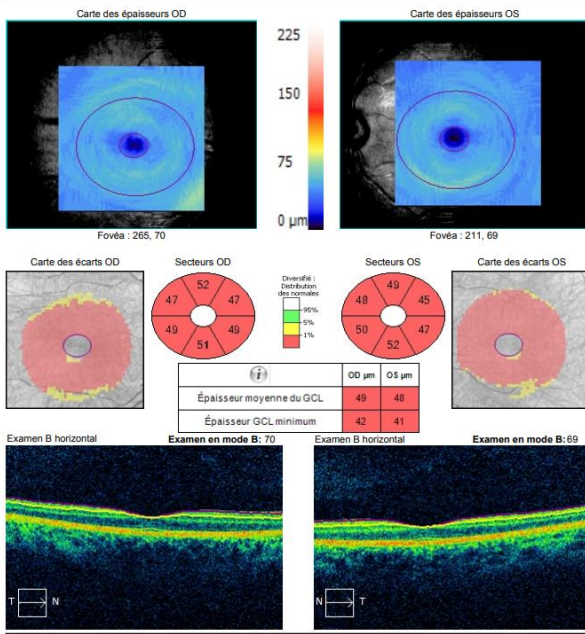 Carte des épaisseurs OD
Carte des épaisseurs OS
225
150
75
0 µm
Fovéa : 265, 70
Fovéa : 211, 69
Carte des écarts OD
Secteurs OD
Secteurs OS
Carte des écarts OS
Diversifié :
Distribution
des normales
95%
5%
1%
52
47 47
49 49
51
49
48 45
50 47
52
i OD µm OS µm
Épaisseur moyenne du GCL 49 48
Épaisseur GCL minimum 42 41
Examen B horizontal Examen en mode B: 70
B horizontal Examen en mode B: 69
T N
N T